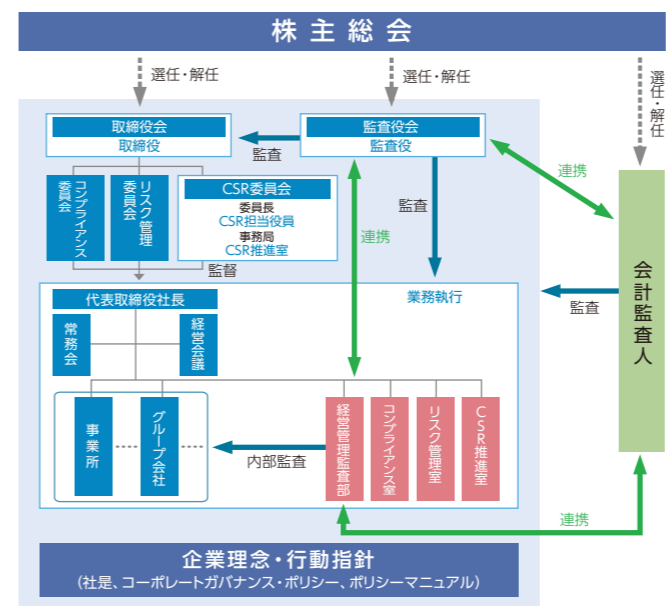 株主総会
選任・解任
選任・解任
選任・解任
取締役会
取締役
監査
監査役会
監査役
連携
コンプライアンス委員会
リスク管理委員会
CSR委員会
委員長
CSR担当役員
事務局
CSR推進室
監査
連携
監督
会計監査人
代表取締役社長
業務執行
監査
常務会
経営会議
事業所
グループ会社
内部監査
経営管理監査部
コンプライアンス室
リスク管理室
CSR推進室
連携
企業理念・行動指針
（社是、コーポレートガバナンス・ポリシー、ポリシーマニュアル）